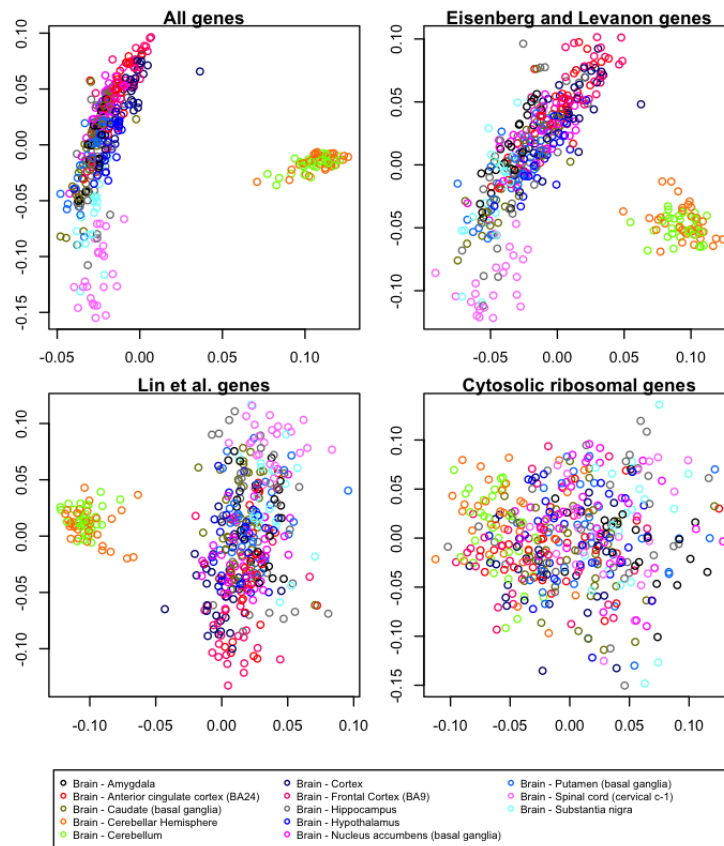 All genes
Eisenberg and Levanon genes
0.10
0.05
0.00
-0.05
-0.10
-0.15
-0.05
0.00
0.05
0.10
0.10
0.05
0.00
-0.05
-0.10
-0.05
0.00
0.05
0.10
Lin et al. genes
Cytosolic ribosomal genes
0.10
0.05
0.00
-0.05
-0.10
-0.10
-0.05
0.00
0.05
0.10
0.10
0.05
0.00
-0.05
-0.10
-0.15
-0.10
-0.05
0.00
0.05
0.10
Brain - Amygdala
Brain - Anterior cingulate cortex (BA24)
Brain - Caudate (basal ganglia)
Brain - Cerebellar Hemisphere
Brain - Cerebellum
Brain - Cortex
Brain - Frontal Cortex (BA9)
Brain - Hippocampus
Brain - Hypothalamus
Brain - Nucleus accumbens (basal ganglia)
Brain - Putamen (basal ganglia)
Brain - Spinal cord (cervical c-1)
Brain - Substantia nigra